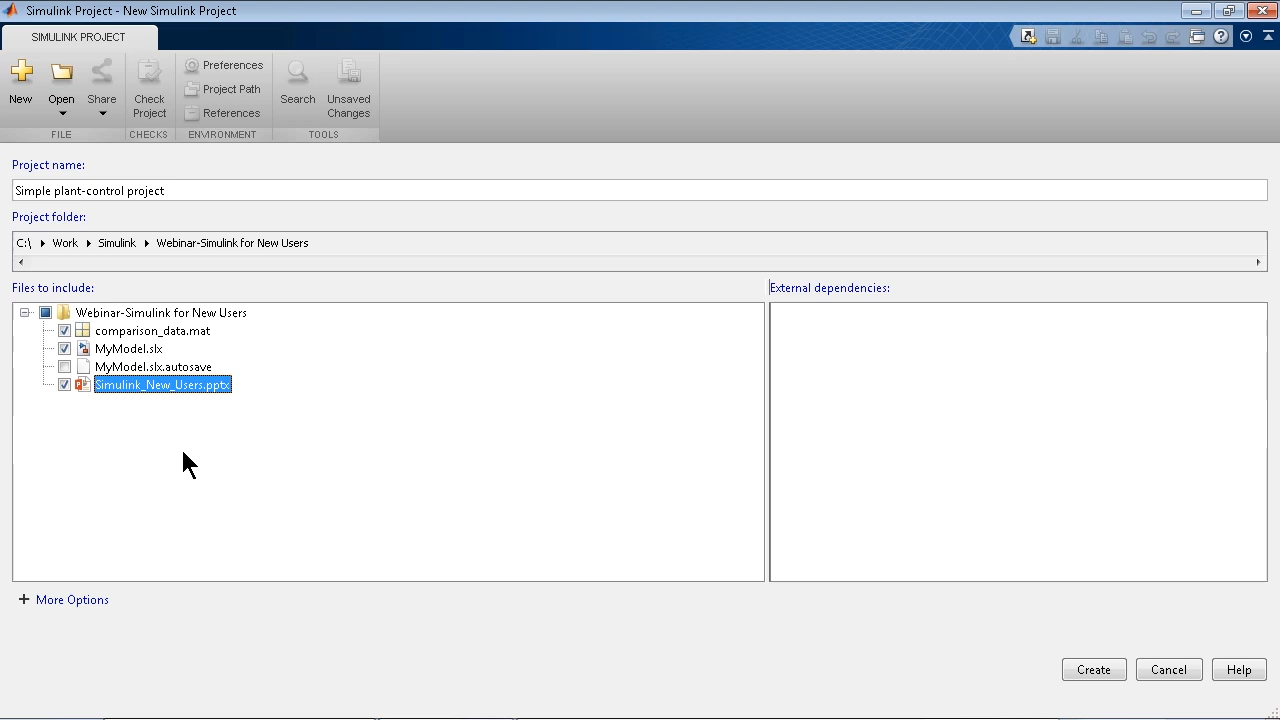 Simulink Project - New Simulink Project
SIMULINK PROJECT
New
Open
Share
Check
Project
Preferences
Project Path
References
Search
Unsaved
Changes
FILE
CHECKS
ENVIRONMENT
TOOLS
Project name:
Simple plant-control project
Project folder:
C:\ Work Simulink Webinar-Simulink for New Users
Files to include:
External dependencies:
Webinar-Simulink for New Users
comparison_data.mat
MyModel.slx
MyModel.slx.autosave
Simulink_New_Users.pptx
More Options
Create
Cancel
Help